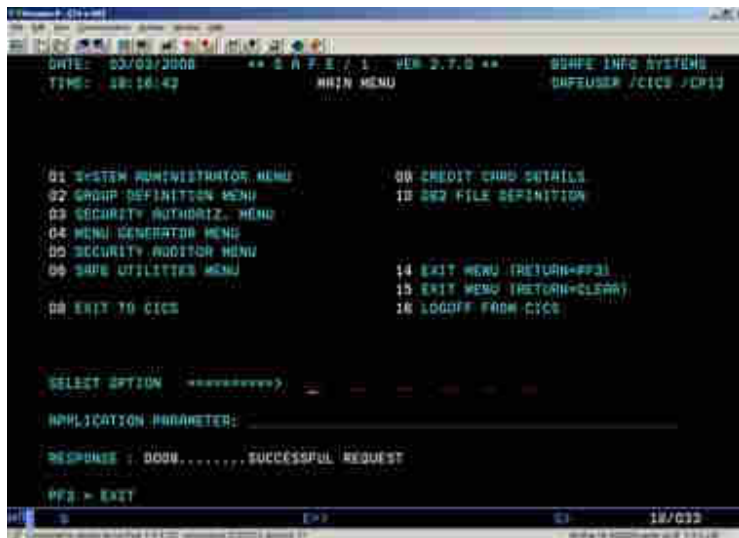 DATE: 03/03/2008 ** S A F E / 1 VER 2.7.0 ** BSAFE INFO SYSTEMS
TIME: 18:16:42 MAIN MENU /CICS
01 SYSTEM ADMINISTRATOR MENU 09 CREDIT CARD DETAILS
02 GROUP DEFINITION MENU 10 DB2 FILE DEFINITION
03 SECURITY AUTHORIZ. MENU
04 MENU GENERATOR MENU
05 SECURITY AUDITOR MENU
06 SAFE UTILITIES MENU 14 EXIT MENU (RETURN=PF3)
15 EXIT MENU (RETURN=CLEAR)
08 EXIT TO CICS 16 LOGOFF FROM CICS
SELECT OPTION
APPLICATION PARAMETER:
RESPONSE : 0000........SUCCESSFUL REQUEST
PF3 = EXIT
18/033